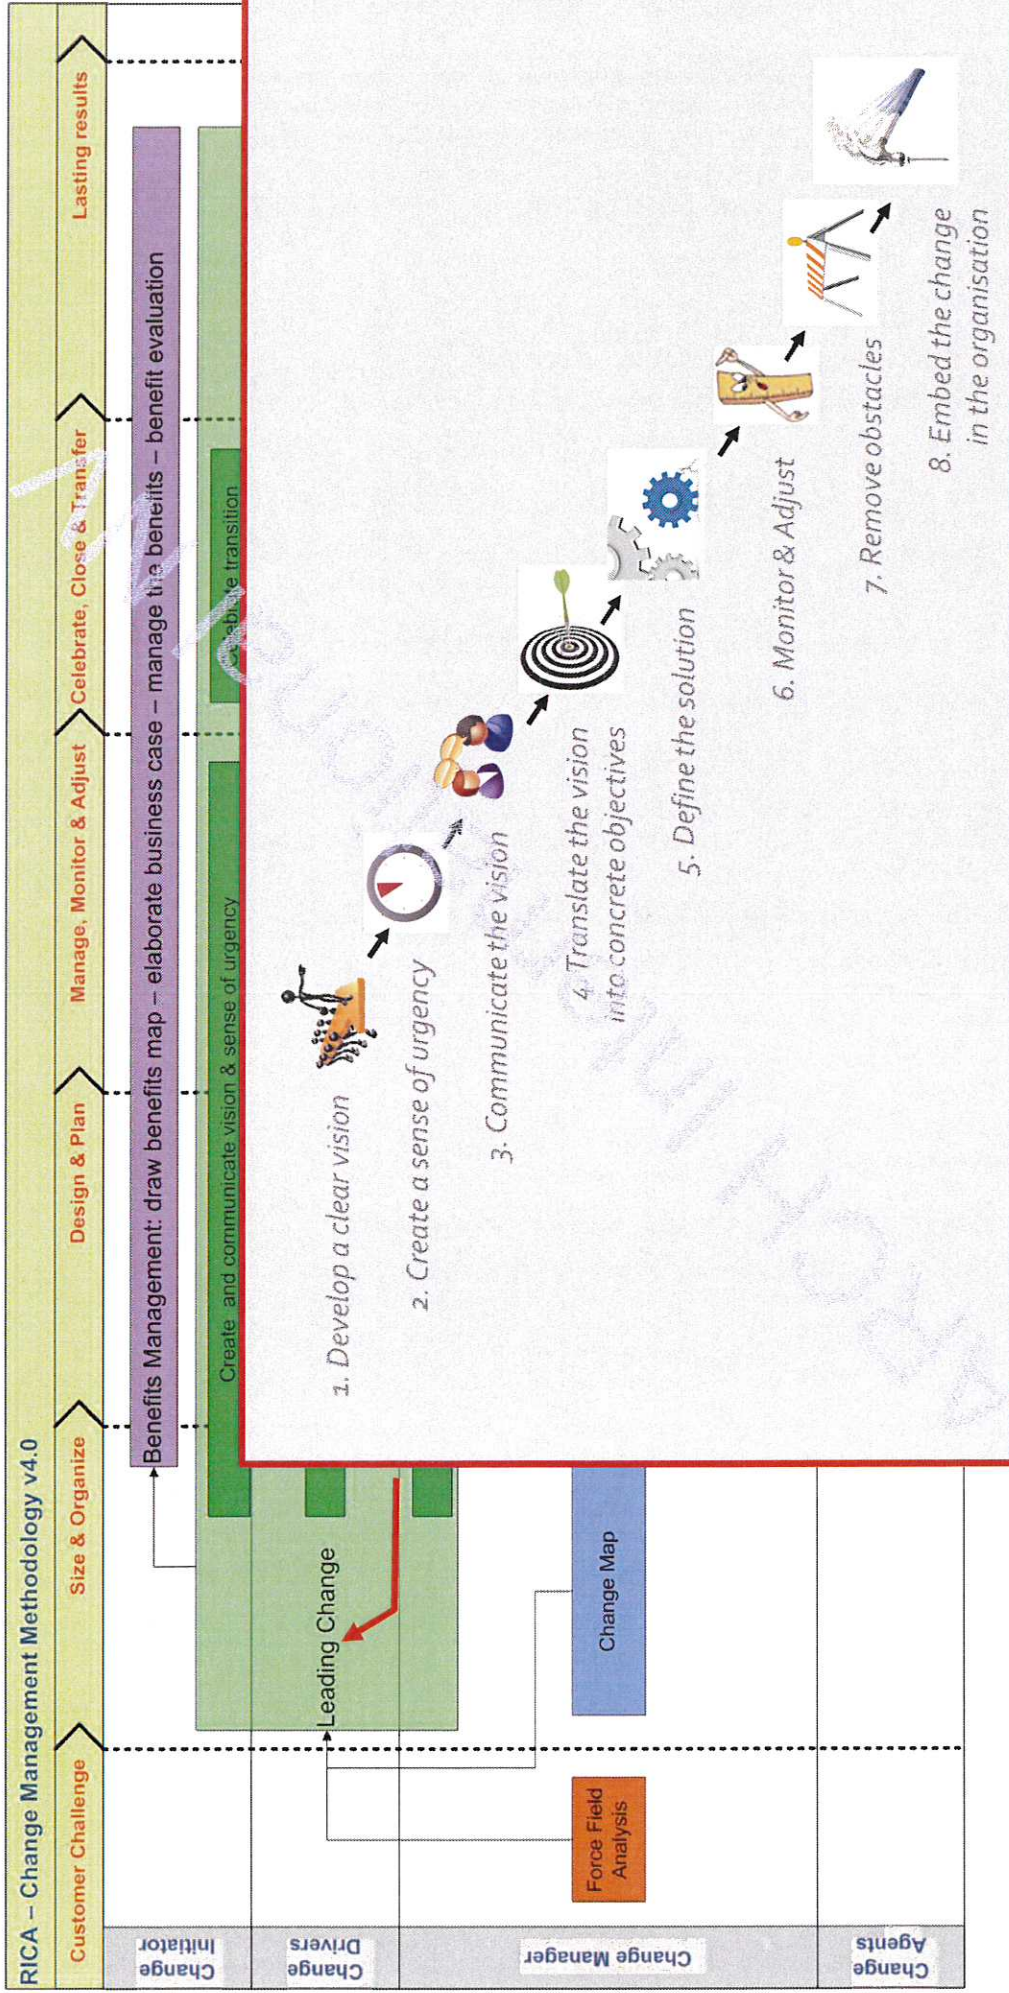 RICA – Change Management Methodology v4.0
Customer Challenge
Size & Organize
Design & Plan
Manage, Monitor & Adjust
Celebrate, Close & Transfer
Lasting results
Change
Initiator
Change
Drivers
Change Manager
Change
Agents
Benefits Management: draw benefits map – elaborate business case – manage the benefits – benefit evaluation
Create and communicate vision & sense of urgency
Celebrate transition
Leading Change
Force Field
Analysis
Change Map
1. Develop a clear vision
2. Create a sense of urgency
3. Communicate the vision
4. Translate the vision
into concrete objectives
5. Define the solution
6. Monitor & Adjust
7. Remove obstacles
8. Embed the change
in the organisation